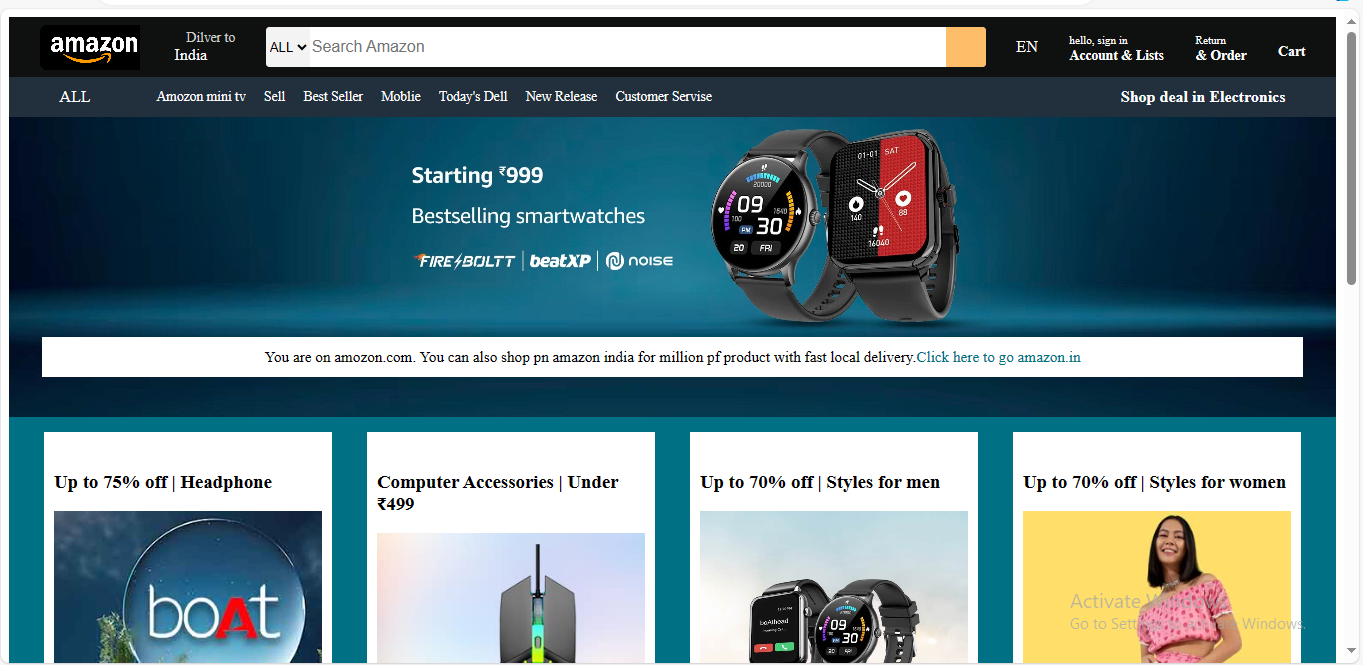 amazon
Dilver to
India
ALL
Search Amazon
EN
hello, sign in
Account & Lists
Return
& Order
Cart
ALL
Amozon mini tv
Sell
Best Seller
Moblie
Today's Dell
New Release
Customer Servise
Shop deal in Electronics
Starting ₹999
Bestselling smartwatches
FIRE BOLTT | beatXP | NOISE
20000
09
1640
100
PM 30
20 FRI
01-01 SAT
140
88
16040
You are on amozon.com. You can also shop pn amazon india for million pf product with fast local delivery.Click here to go amazon.in
Up to 75% off | Headphone
Computer Accessories | Under
₹499
Up to 70% off | Styles for men
Up to 70% off | Styles for women
boAt
boAthead
09
30
20 FRI
Activate Windows
Go to Settings to activate Windows.